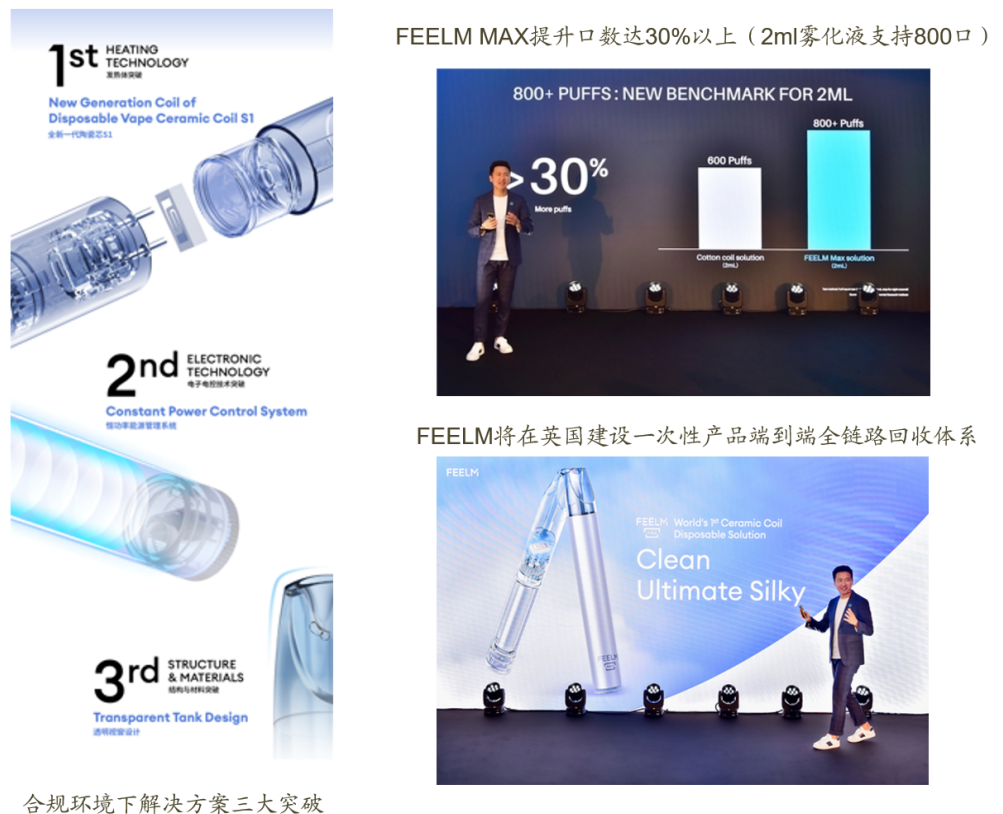 1st
HEATING
TECHNOLOGY
发热体突破
New Generation Coil of
Disposable Vape Ceramic Coil S1
全新一代陶瓷芯S1
2nd
ELECTRONIC
TECHNOLOGY
电子电控技术突破
Constant Power Control System
恒功率能源管理系统
3rd
STRUCTURE
& MATERIALS
结构与材料突破
Transparent Tank Design
透明视窗设计
合规环境下解决方案三大突破
FEELM MAX提升口数达30%以上（2ml雾化液支持800口）
800+ PUFFS : NEW BENCHMARK FOR 2ML
> 30%
More puffs
600 Puffs
800+ Puffs
Cotton coil solution
(2mL)
FEELM Max solution
(2mL)
FEELM将在英国建设一次性产品端到端全链路回收体系
FEELM
FEELM
World's 1st Ceramic Coil
Disposable Solution
Clean
Ultimate Silky
FEELM